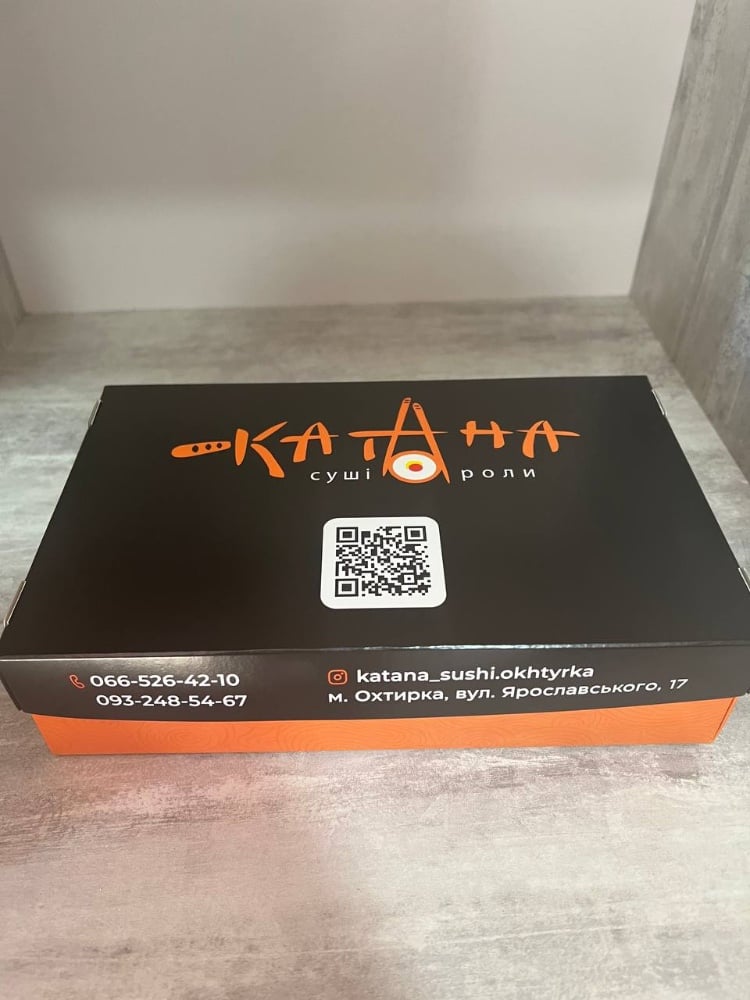 КАТАНА
суші роли
066-526-42-10
093-248-54-67
katana_sushi.okhtyrka
м. Охтирка, вул. Ярославського, 17